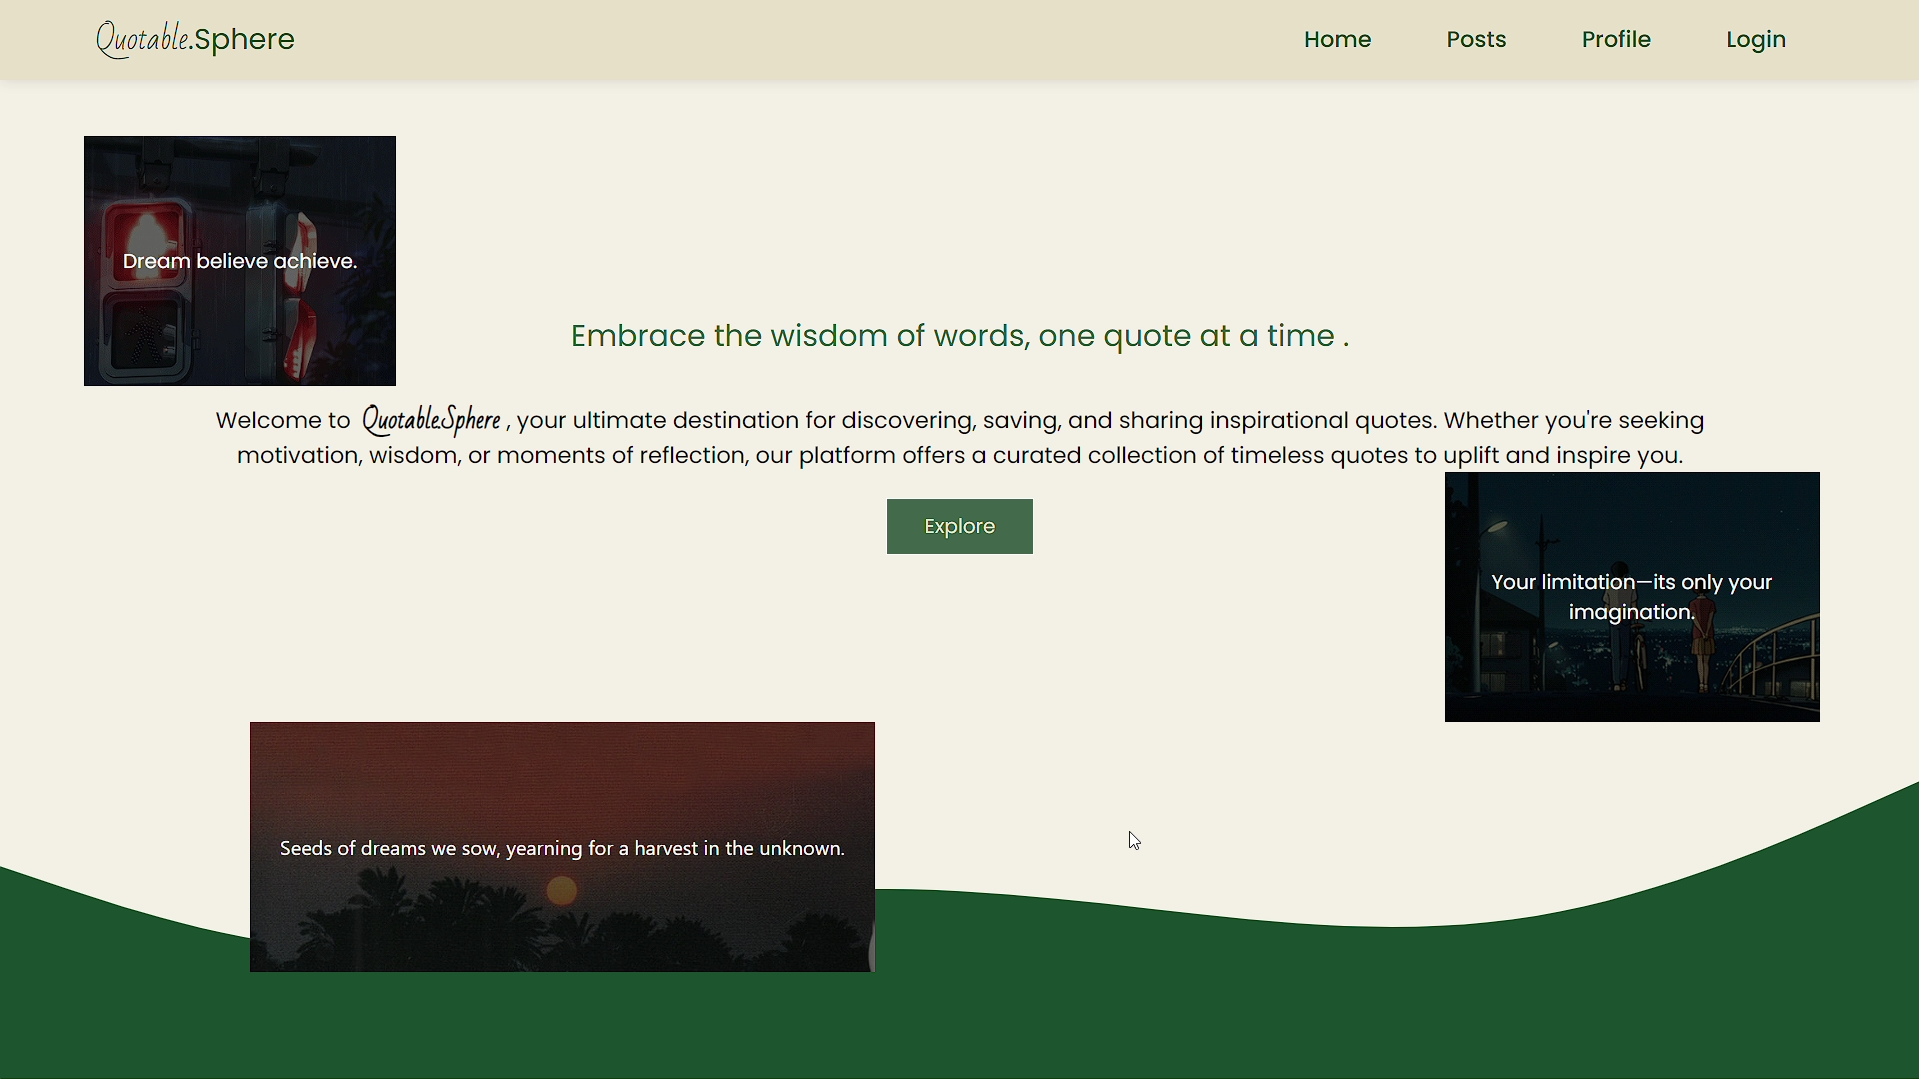 Quotable.Sphere
Home
Posts
Profile
Login
Dream believe achieve.
Embrace the wisdom of words, one quote at a time .
Welcome to Quotable.Sphere , your ultimate destination for discovering, saving, and sharing inspirational quotes. Whether you're seeking
motivation, wisdom, or moments of reflection, our platform offers a curated collection of timeless quotes to uplift and inspire you.
Explore
Your limitation—its only your
imagination.
Seeds of dreams we sow, yearning for a harvest in the unknown.